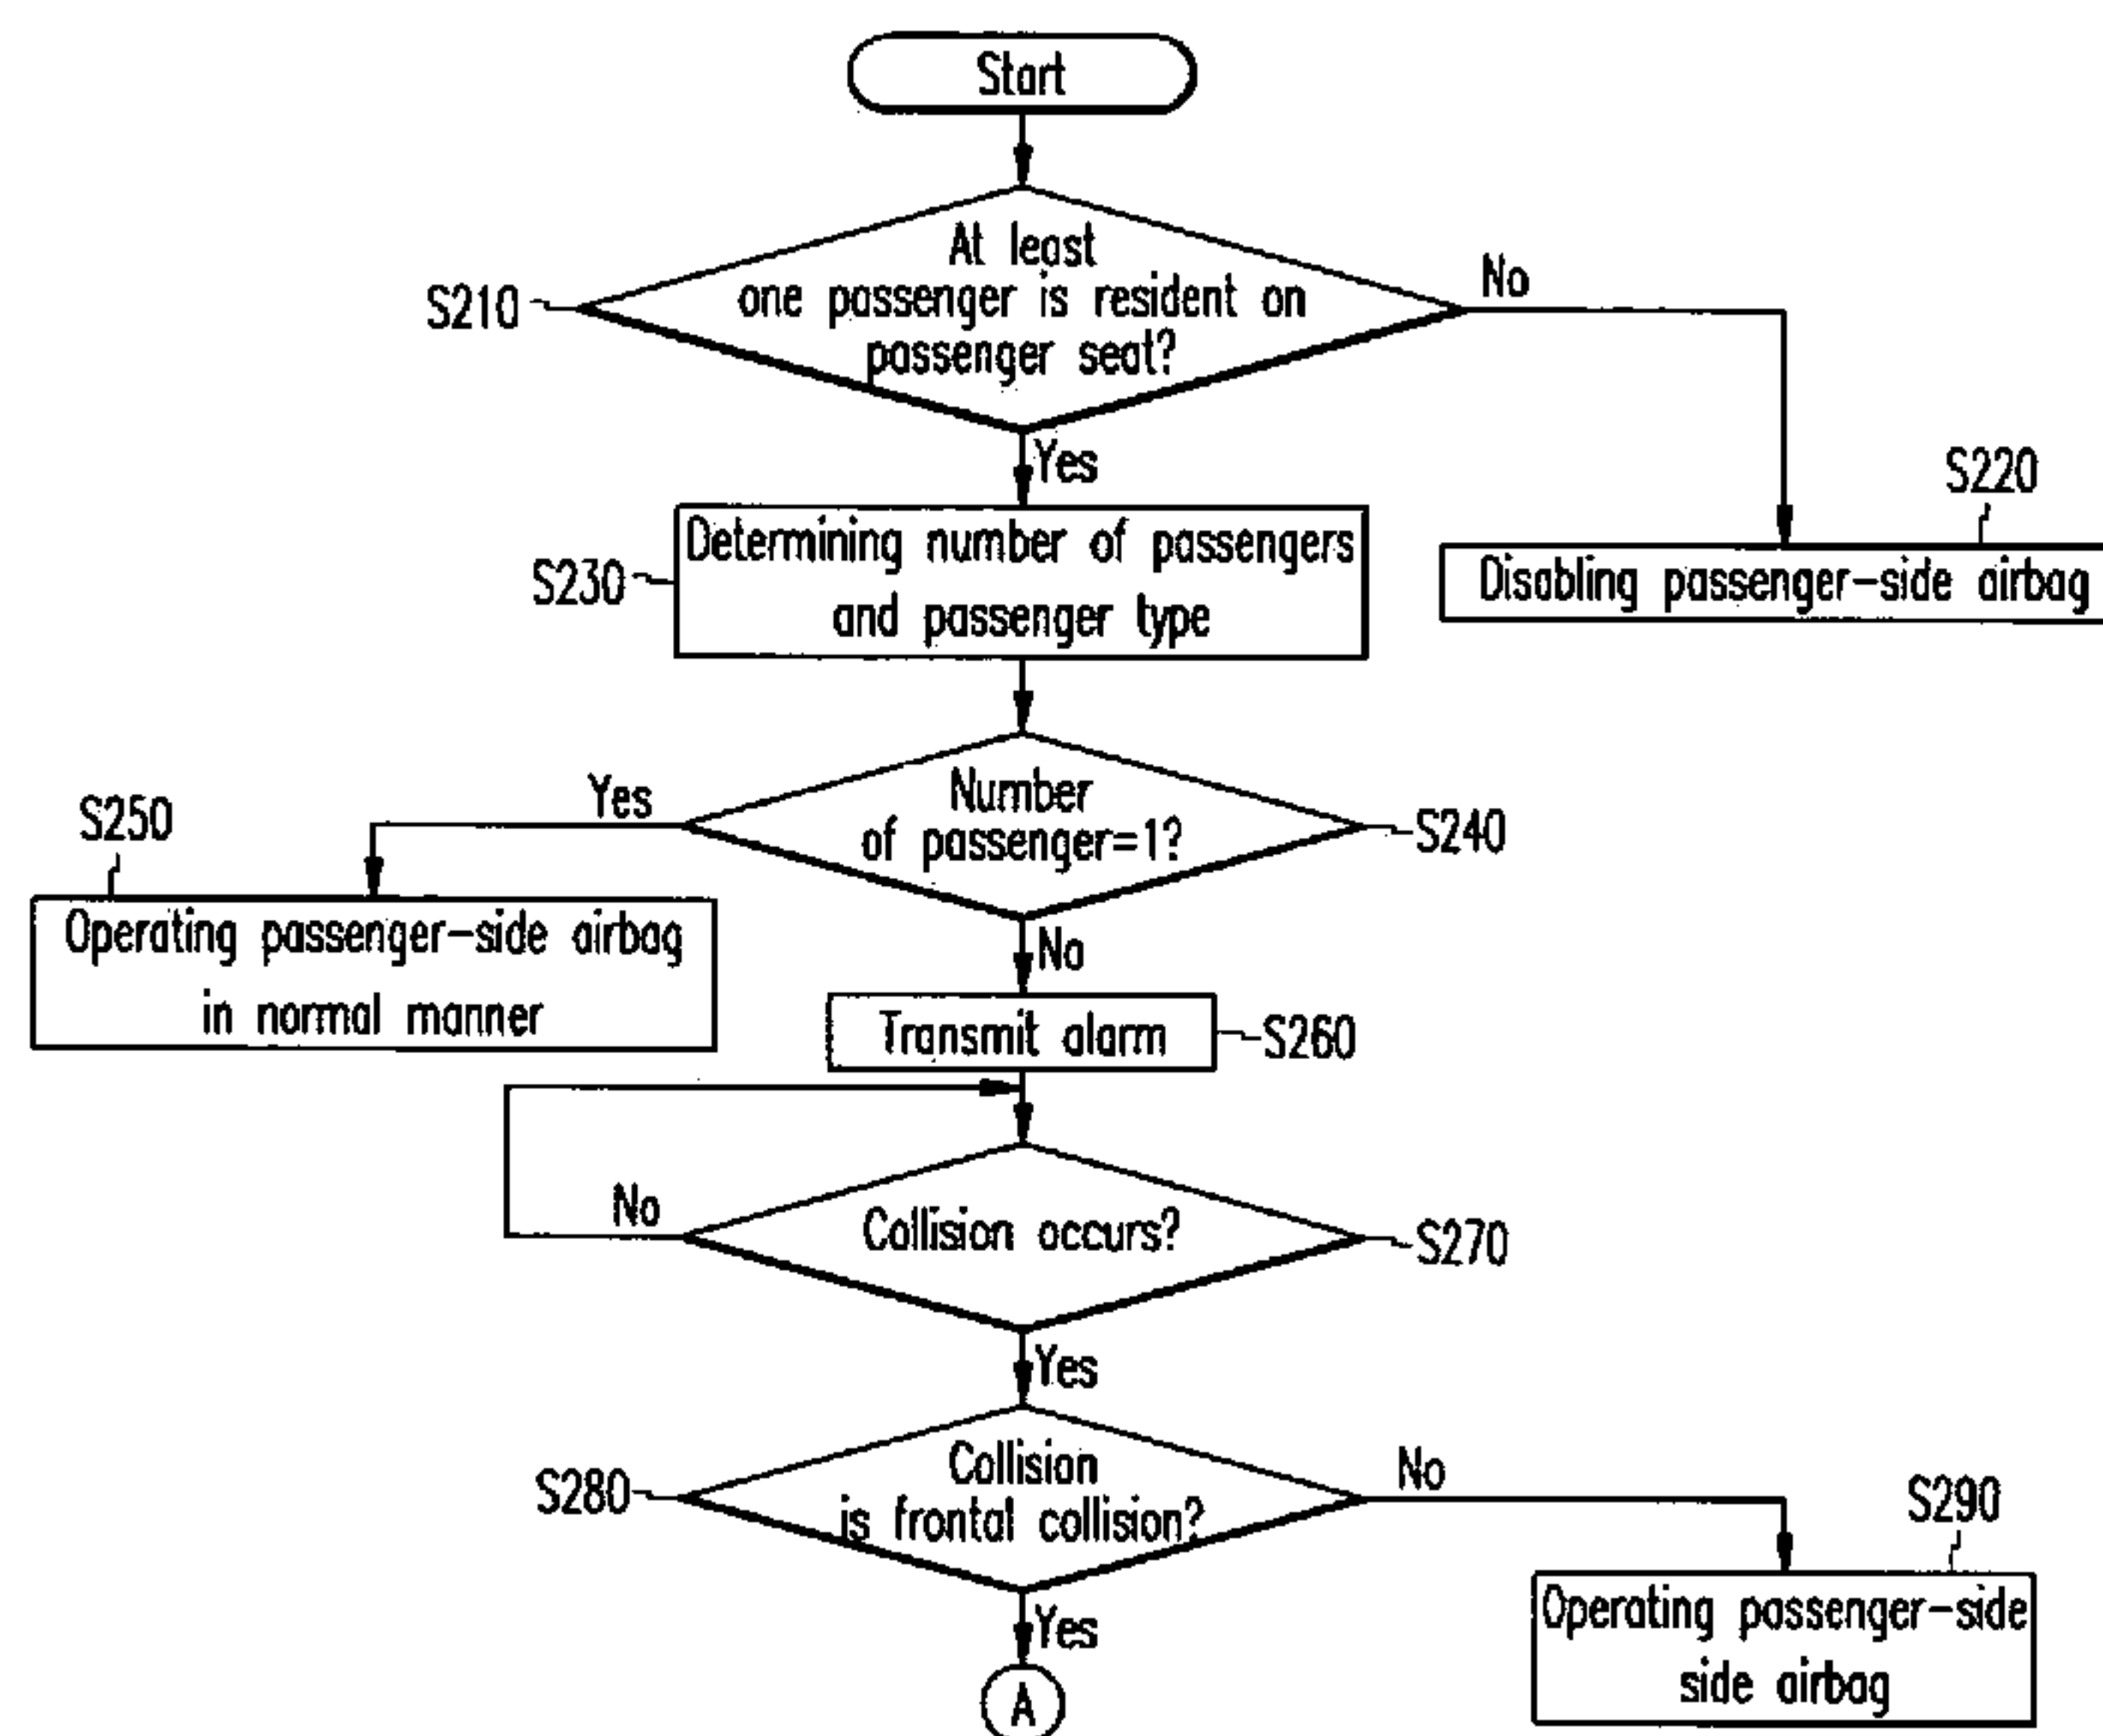 Start
At least
one passenger is resident on
passenger seat?
S210
No
Yes
S220
Disabling passenger-side airbag
S230
Determining number of passengers
and passenger type
Number
of passenger=1?
S240
Yes
S250
Operating passenger-side airbag
in normal manner
No
Transmit alarm
S260
Collision occurs?
S270
No
Yes
Collision
is frontal collision?
S280
No
S290
Operating passenger-side
side airbag
Yes
A